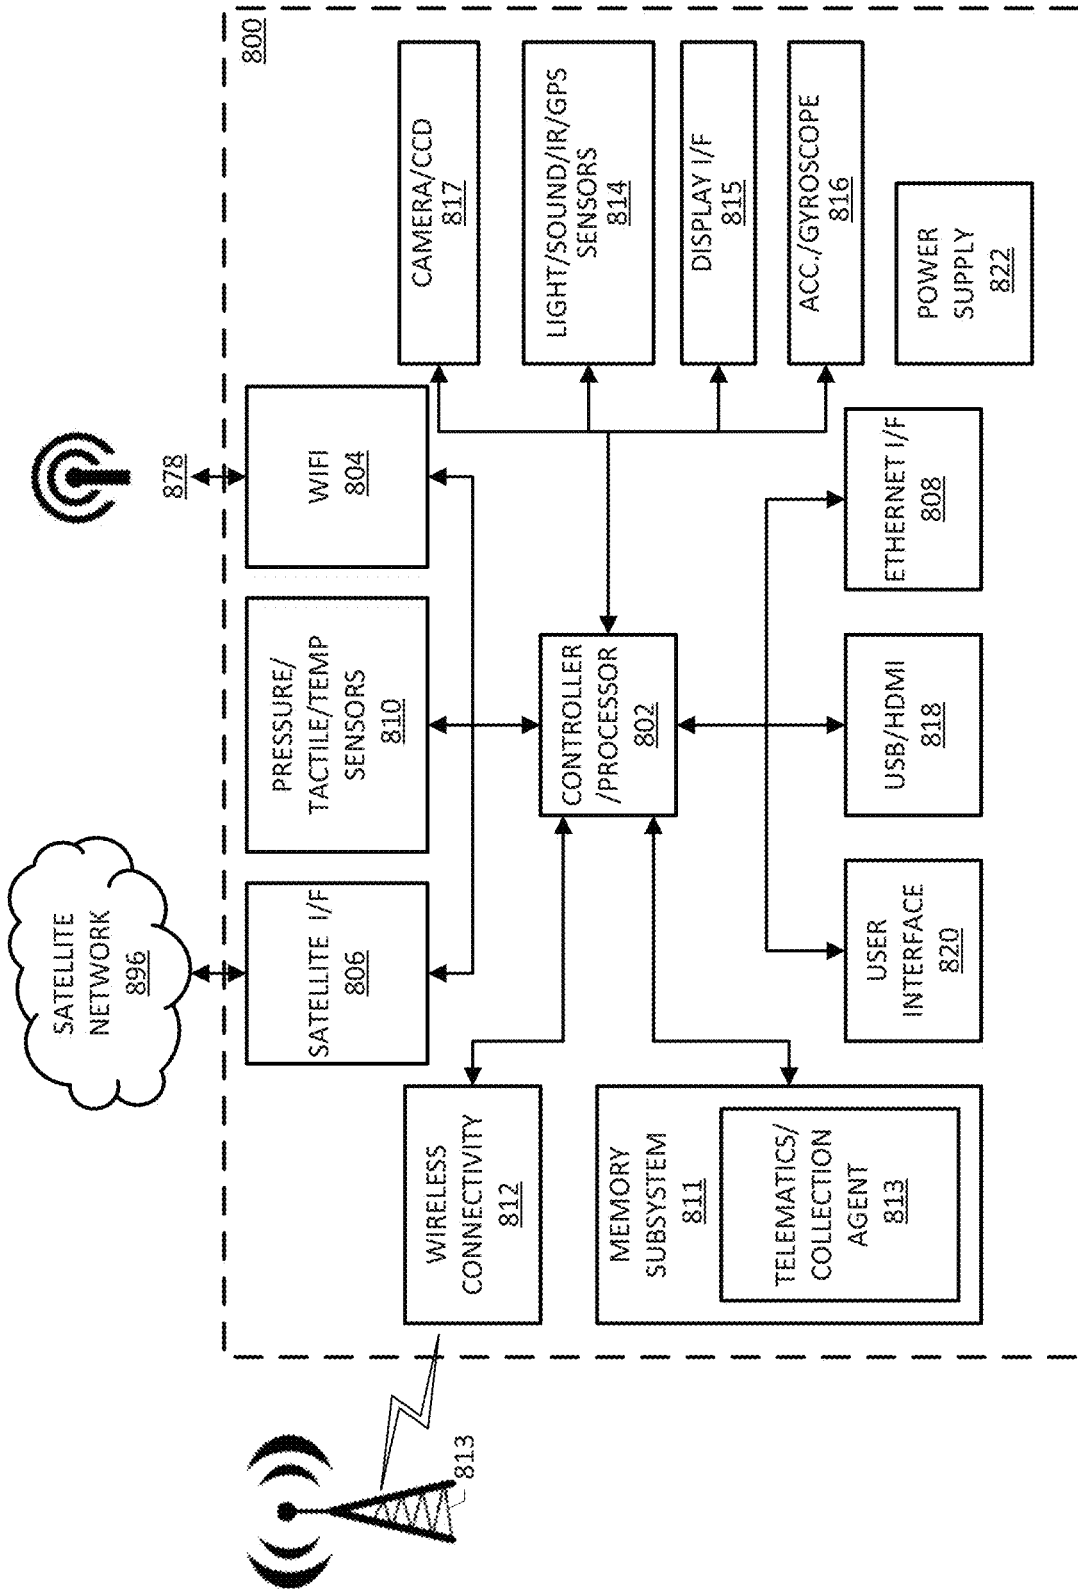 800
SATELLITE
NETWORK
896
878
SATELLITE I/F
806
PRESSURE/
TACTILE/TEMP
SENSORS
810
WIFI
804
CAMERA/CCD
817
LIGHT/SOUND/IR/GPS
SENSORS
814
DISPLAY I/F
815
ACC./GYROSCOPE
816
POWER
SUPPLY
822
CONTROLLER
/PROCESSOR
802
WIRELESS
CONNECTIVITY
812
813
MEMORY
SUBSYSTEM
811
TELEMATICS/
COLLECTION
AGENT
813
USER
INTERFACE
820
USB/HDMI
818
ETHERNET I/F
808